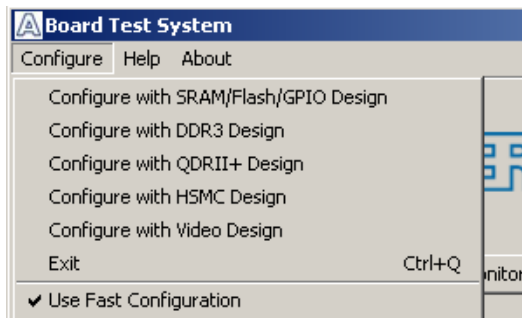 Board Test System
Configure Help About
Configure with SRAM/Flash/GPIO Design
Configure with DDR3 Design
Configure with QDRII+ Design
Configure with HSMC Design
Configure with Video Design
Exit Ctrl+Q
Use Fast Configuration